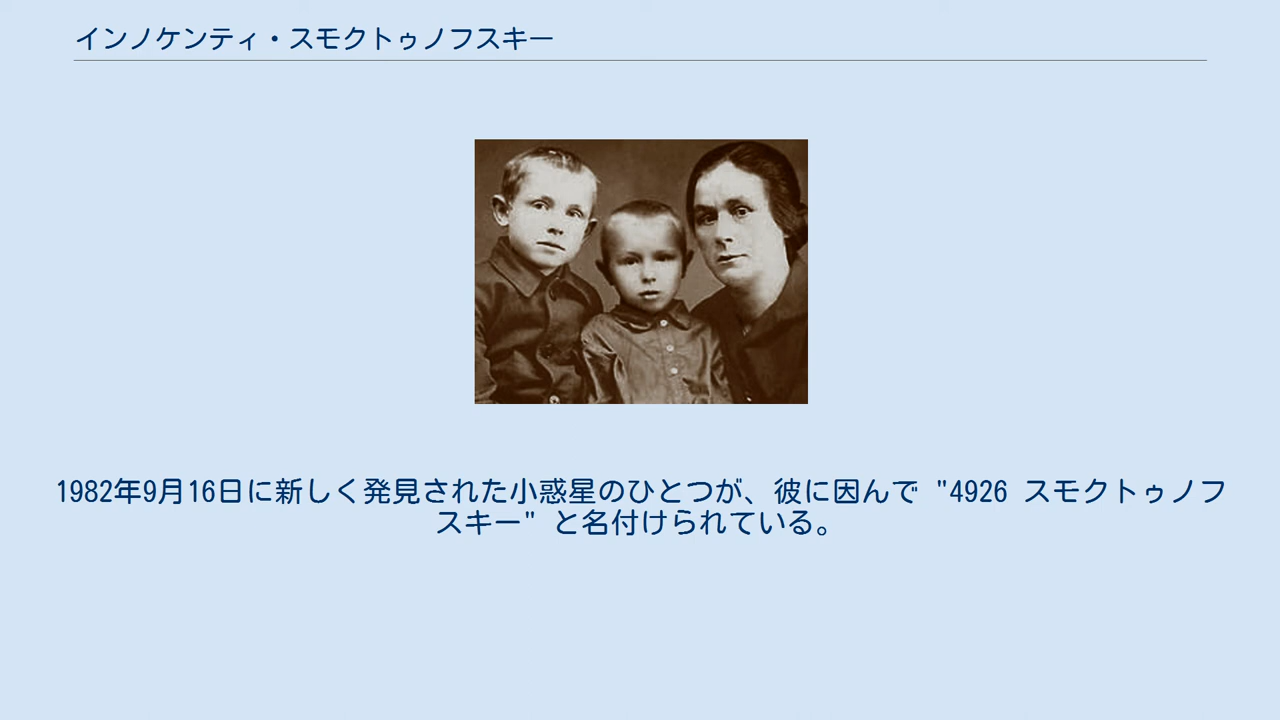 インノケンティ・スモクトゥノフスキー
1982年9月16日に新しく発見された小惑星のひとつが、彼に因んで "4926 スモクトゥノフ
スキー" と名付けられている。